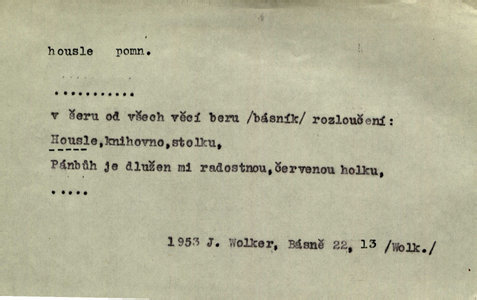 housle pomn.
...........
v šeru od všech věcí beru /básník/ rozloučení:
Housle,knihovno,stolku,
Pánbůh je dlužen mi radostnou,červenou holku,
.....
1953 J. Wolker, Básně 22, 13 /Wolk./